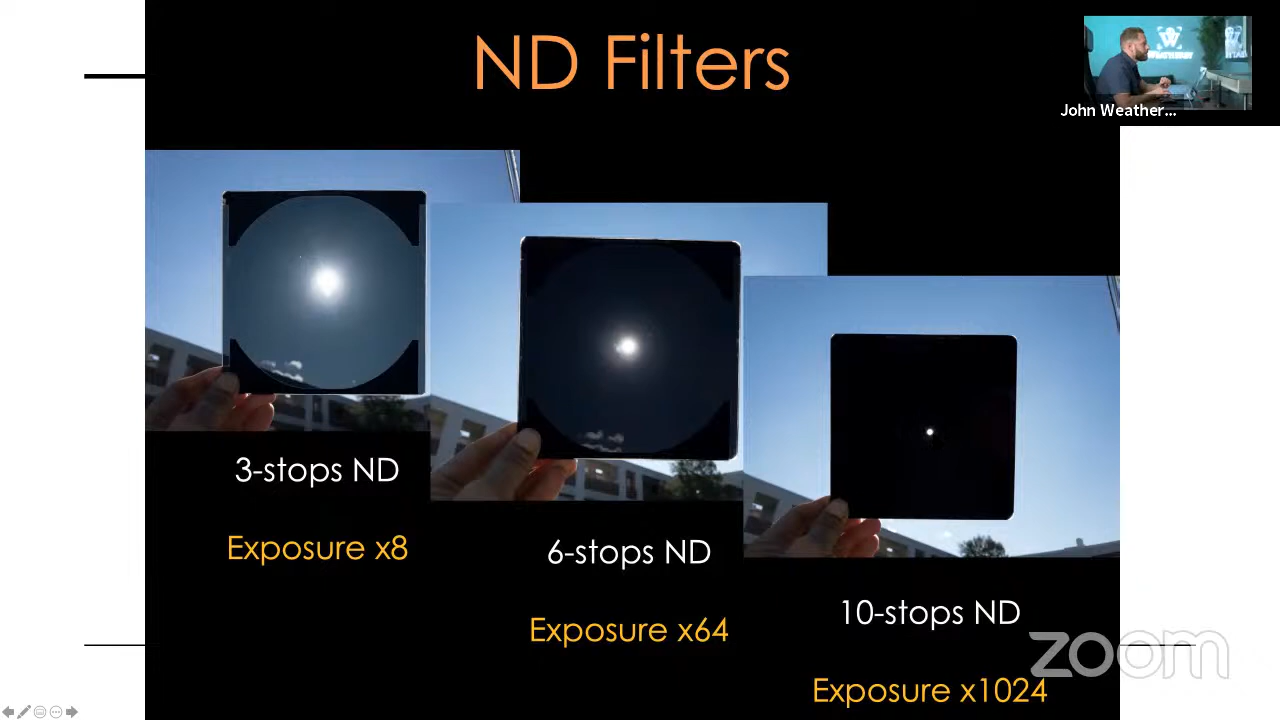 ND Filters
John Weather...
3-stops ND
Exposure x8
6-stops ND
Exposure x64
10-stops ND
Exposure x1024
zoom